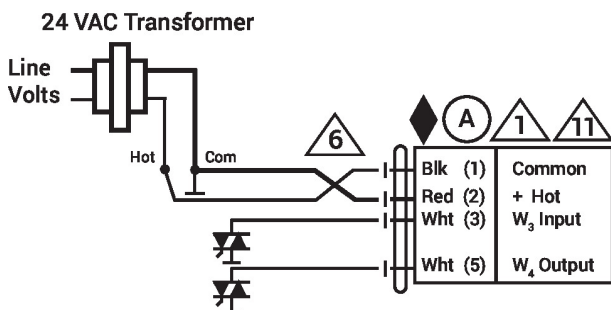 24 VAC Transformer
Line
Volts
6
A
1
11
Hot
Com
Blk (1) Common
Red (2) + Hot
Wht (3) W3 Input
Wht (5) W4 Output